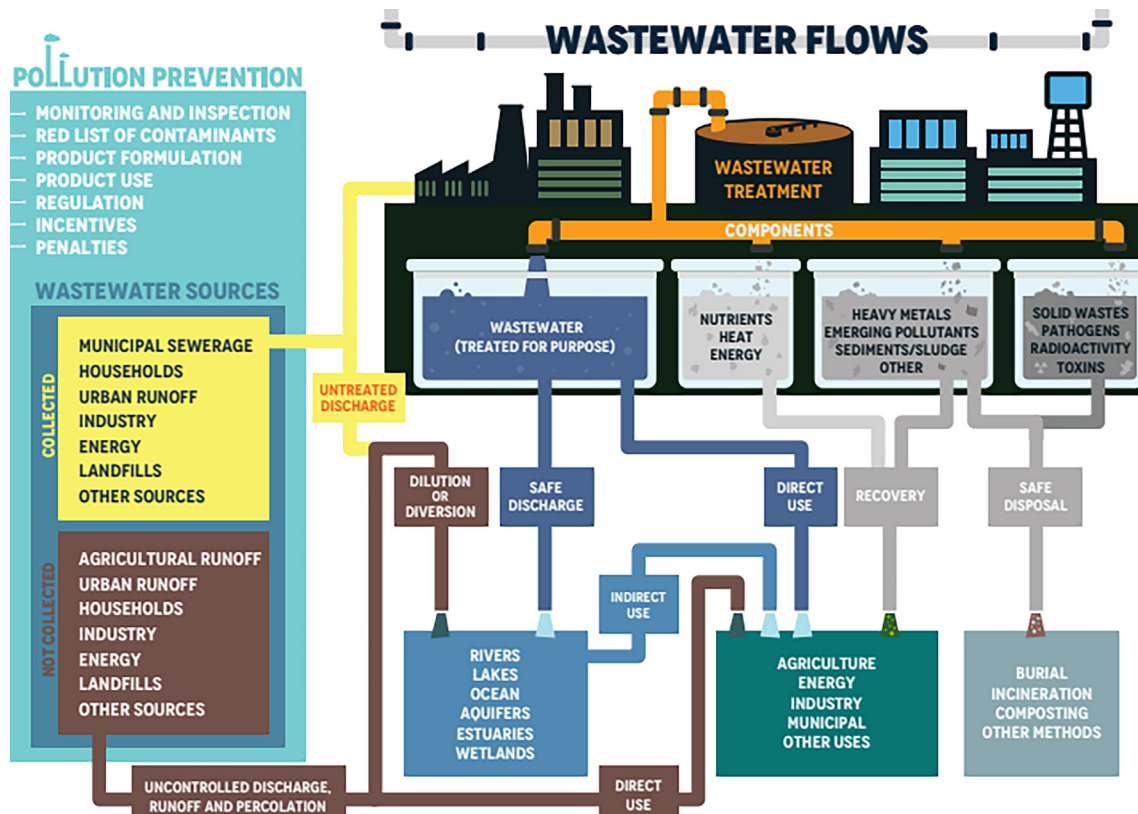 WASTEWATER FLOWS
POLLUTION PREVENTION
MONITORING AND INSPECTION
RED LIST OF CONTAMINANTS
PRODUCT FORMULATION
PRODUCT USE
REGULATION
INCENTIVES
PENALTIES
WASTEWATER SOURCES
COLLECTED
MUNICIPAL SEWERAGE
HOUSEHOLDS
URBAN RUNOFF
INDUSTRY
ENERGY
LANDFILLS
OTHER SOURCES
NOT COLLECTED
AGRICULTURAL RUNOFF
URBAN RUNOFF
HOUSEHOLDS
INDUSTRY
ENERGY
LANDFILLS
OTHER SOURCES
UNCONTROLLED DISCHARGE,
RUNOFF AND PERCOLATION
WASTEWATER
TREATMENT
COMPONENTS
WASTEWATER
(TREATED FOR PURPOSE)
NUTRIENTS
HEAT
ENERGY
HEAVY METALS
EMERGING POLLUTANTS
SEDIMENTS/SLUDGE
OTHER
SOLID WASTES
PATHOGENS
RADIOACTIVITY
TOXINS
UNTREATED
DISCHARGE
DILUTION
OR
DIVERSION
SAFE
DISCHARGE
DIRECT
USE
RECOVERY
SAFE
DISPOSAL
INDIRECT
USE
RIVERS
LAKES
OCEAN
AQUIFERS
ESTUARIES
WETLANDS
AGRICULTURE
ENERGY
INDUSTRY
MUNICIPAL
OTHER USES
BURIAL
INCINERATION
COMPOSTING
OTHER METHODS
DIRECT
USE